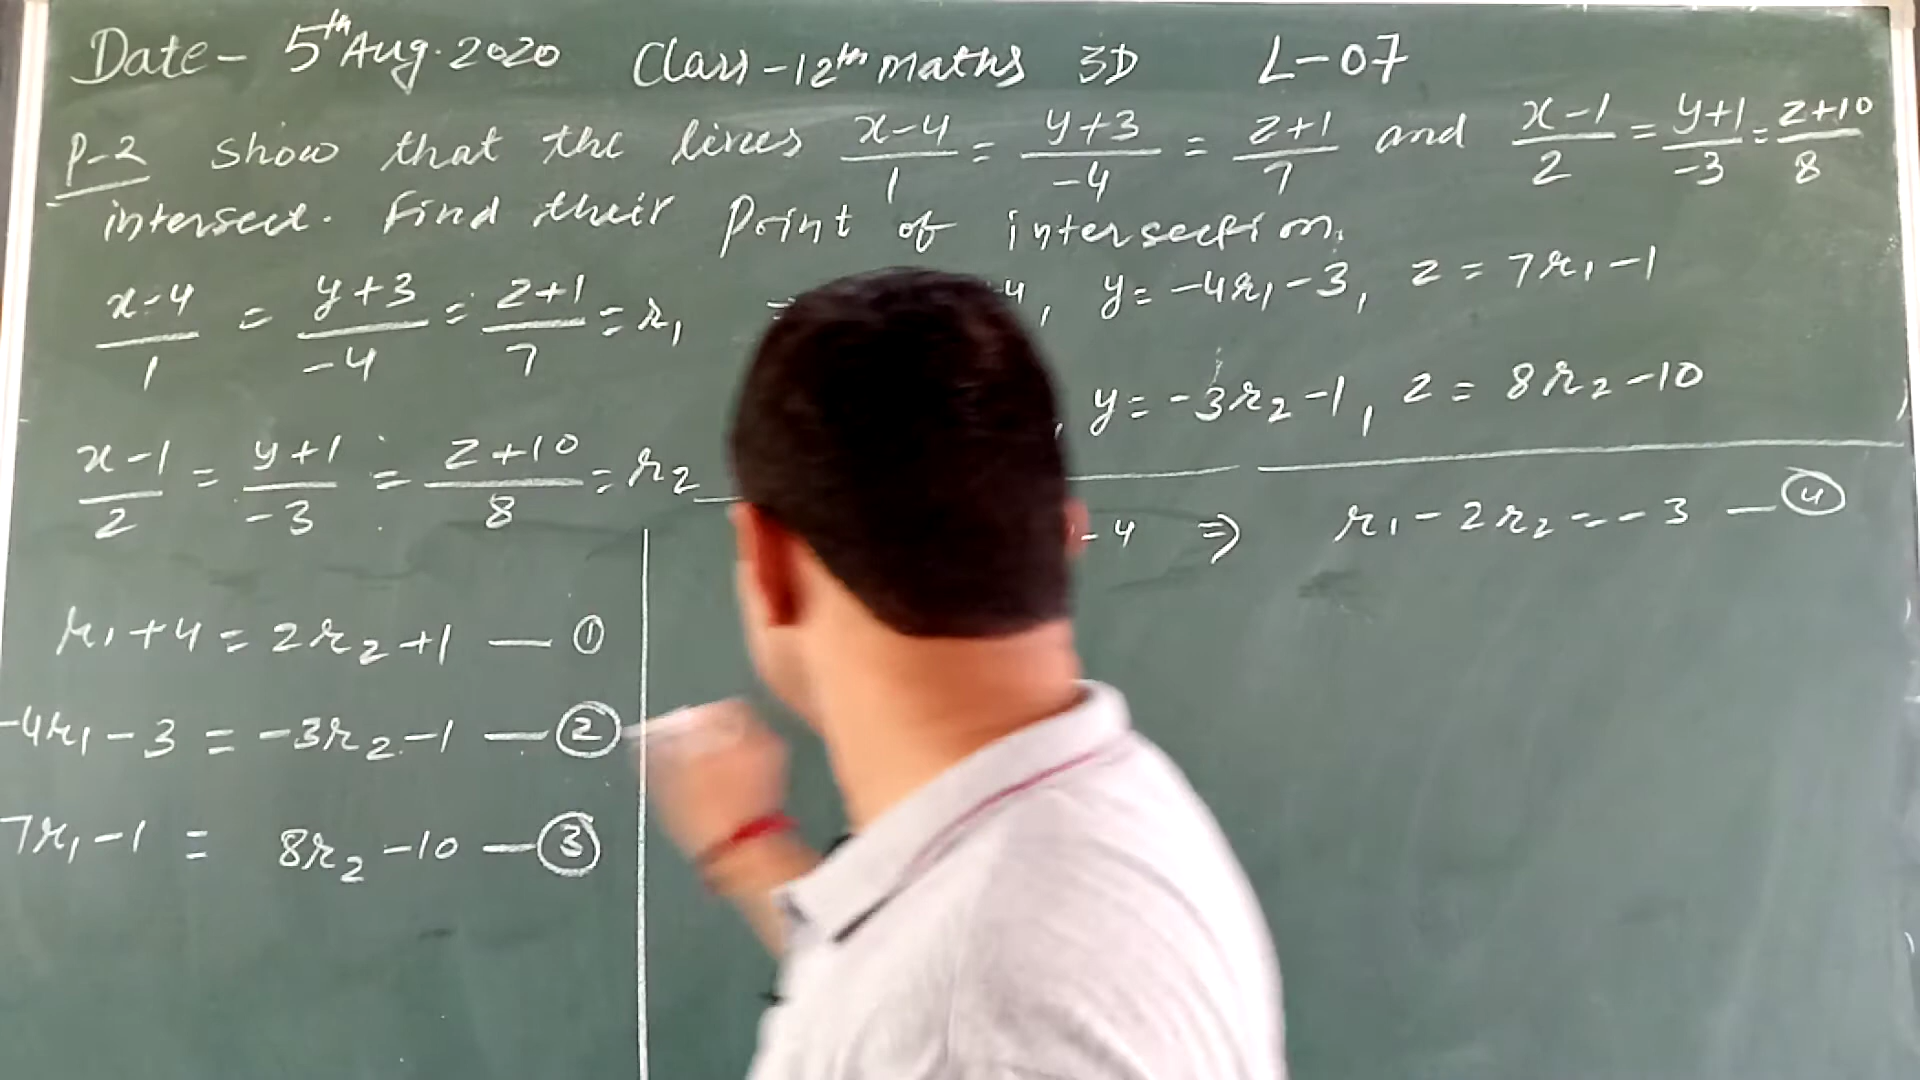 Date - 5th Aug. 2020 Class - 12th maths 3D L-07
P-2 Show that the lines (x-4)/1 = (y+3)/-4 = (z+1)/7 and (x-1)/2 = (y+1)/-3 = (z+10)/8
intersect. Find their Point of intersection.
(x-4)/1 = (y+3)/-4 = (z+1)/7 = r₁ 4, y = -4r₁-3, z = 7r₁-1
, y = -3r₂-1, z = 8r₂-10
(x-1)/2 = (y+1)/-3 = (z+10)/8 = r₂
-4 ⇒ r₁-2r₂ = -3 — ④
r₁+4 = 2r₂+1 — ①
-4r₁-3 = -3r₂-1 — ②
7r₁-1 = 8r₂-10 — ③